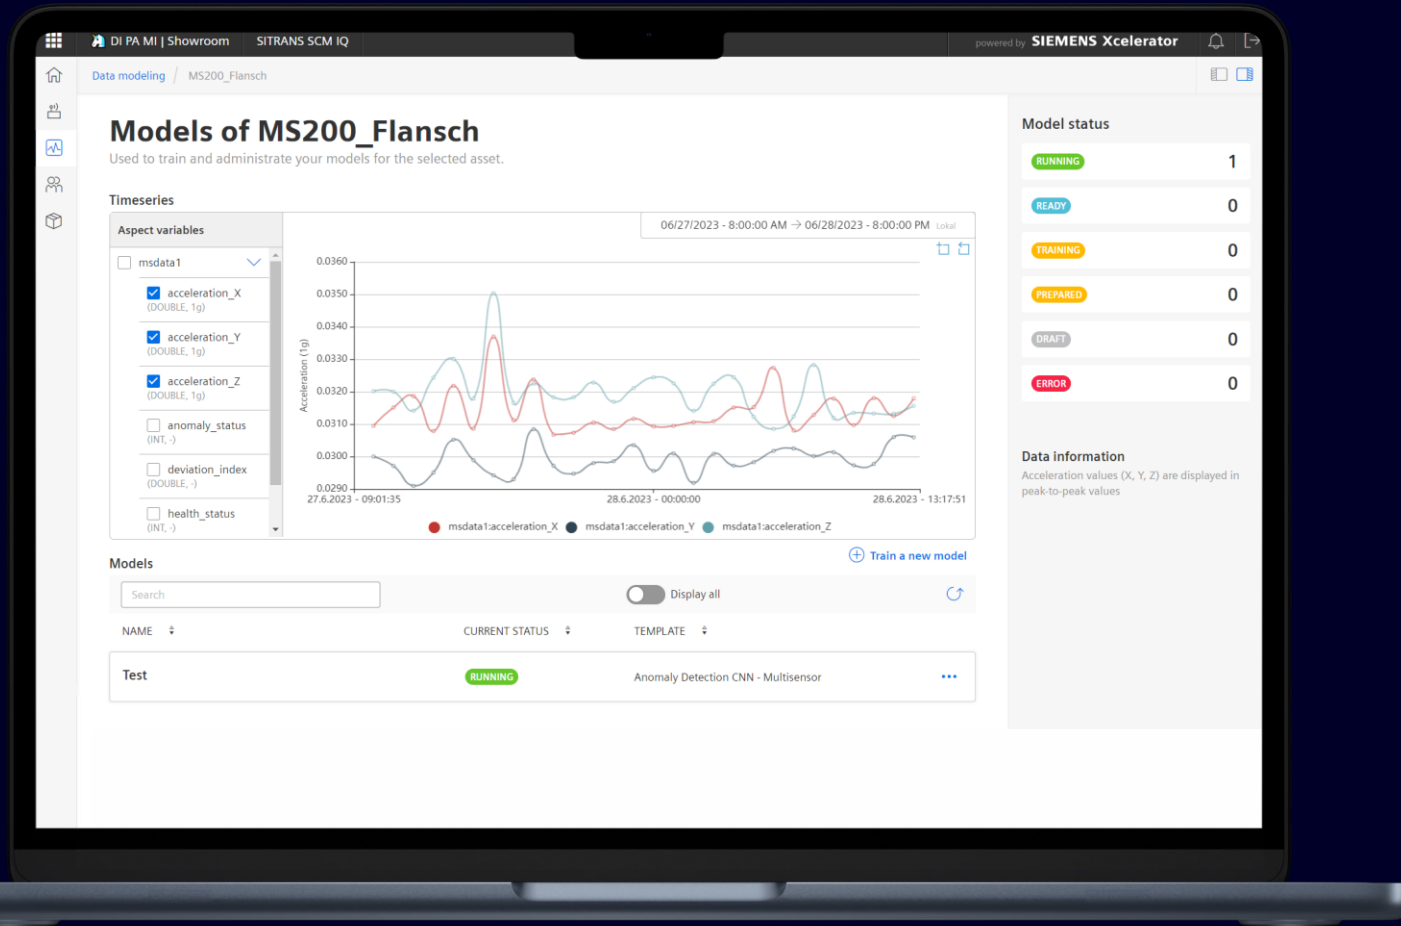 DI PA MI | Showroom
SITRANS SCM IQ
powered by SIEMENS Xcelerator
Data modeling / MS200_Flansch
Models of MS200_Flansch
Used to train and administrate your models for the selected asset.
Timeseries
Aspect variables
msdata1
acceleration_X
(DOUBLE, 1g)
acceleration_Y
(DOUBLE, 1g)
acceleration_Z
(DOUBLE, 1g)
anomaly_status
(INT, -)
deviation_index
(DOUBLE, -)
health_status
(INT, -)
06/27/2023 - 8:00:00 AM → 06/28/2023 - 8:00:00 PM Lokal
Acceleration (1g)
0.0360
0.0350
0.0340
0.0330
0.0320
0.0310
0.0300
0.0290
27.6.2023 - 09:01:35
28.6.2023 - 00:00:00
28.6.2023 - 13:17:51
msdata1:acceleration_X
msdata1:acceleration_Y
msdata1:acceleration_Z
Models
Train a new model
Search
Display all
NAME
CURRENT STATUS
TEMPLATE
Test
RUNNING
Anomaly Detection CNN - Multisensor
Model status
RUNNING 1
READY 0
TRAINING 0
PREPARED 0
DRAFT 0
ERROR 0
Data information
Acceleration values (X, Y, Z) are displayed in
peak-to-peak values